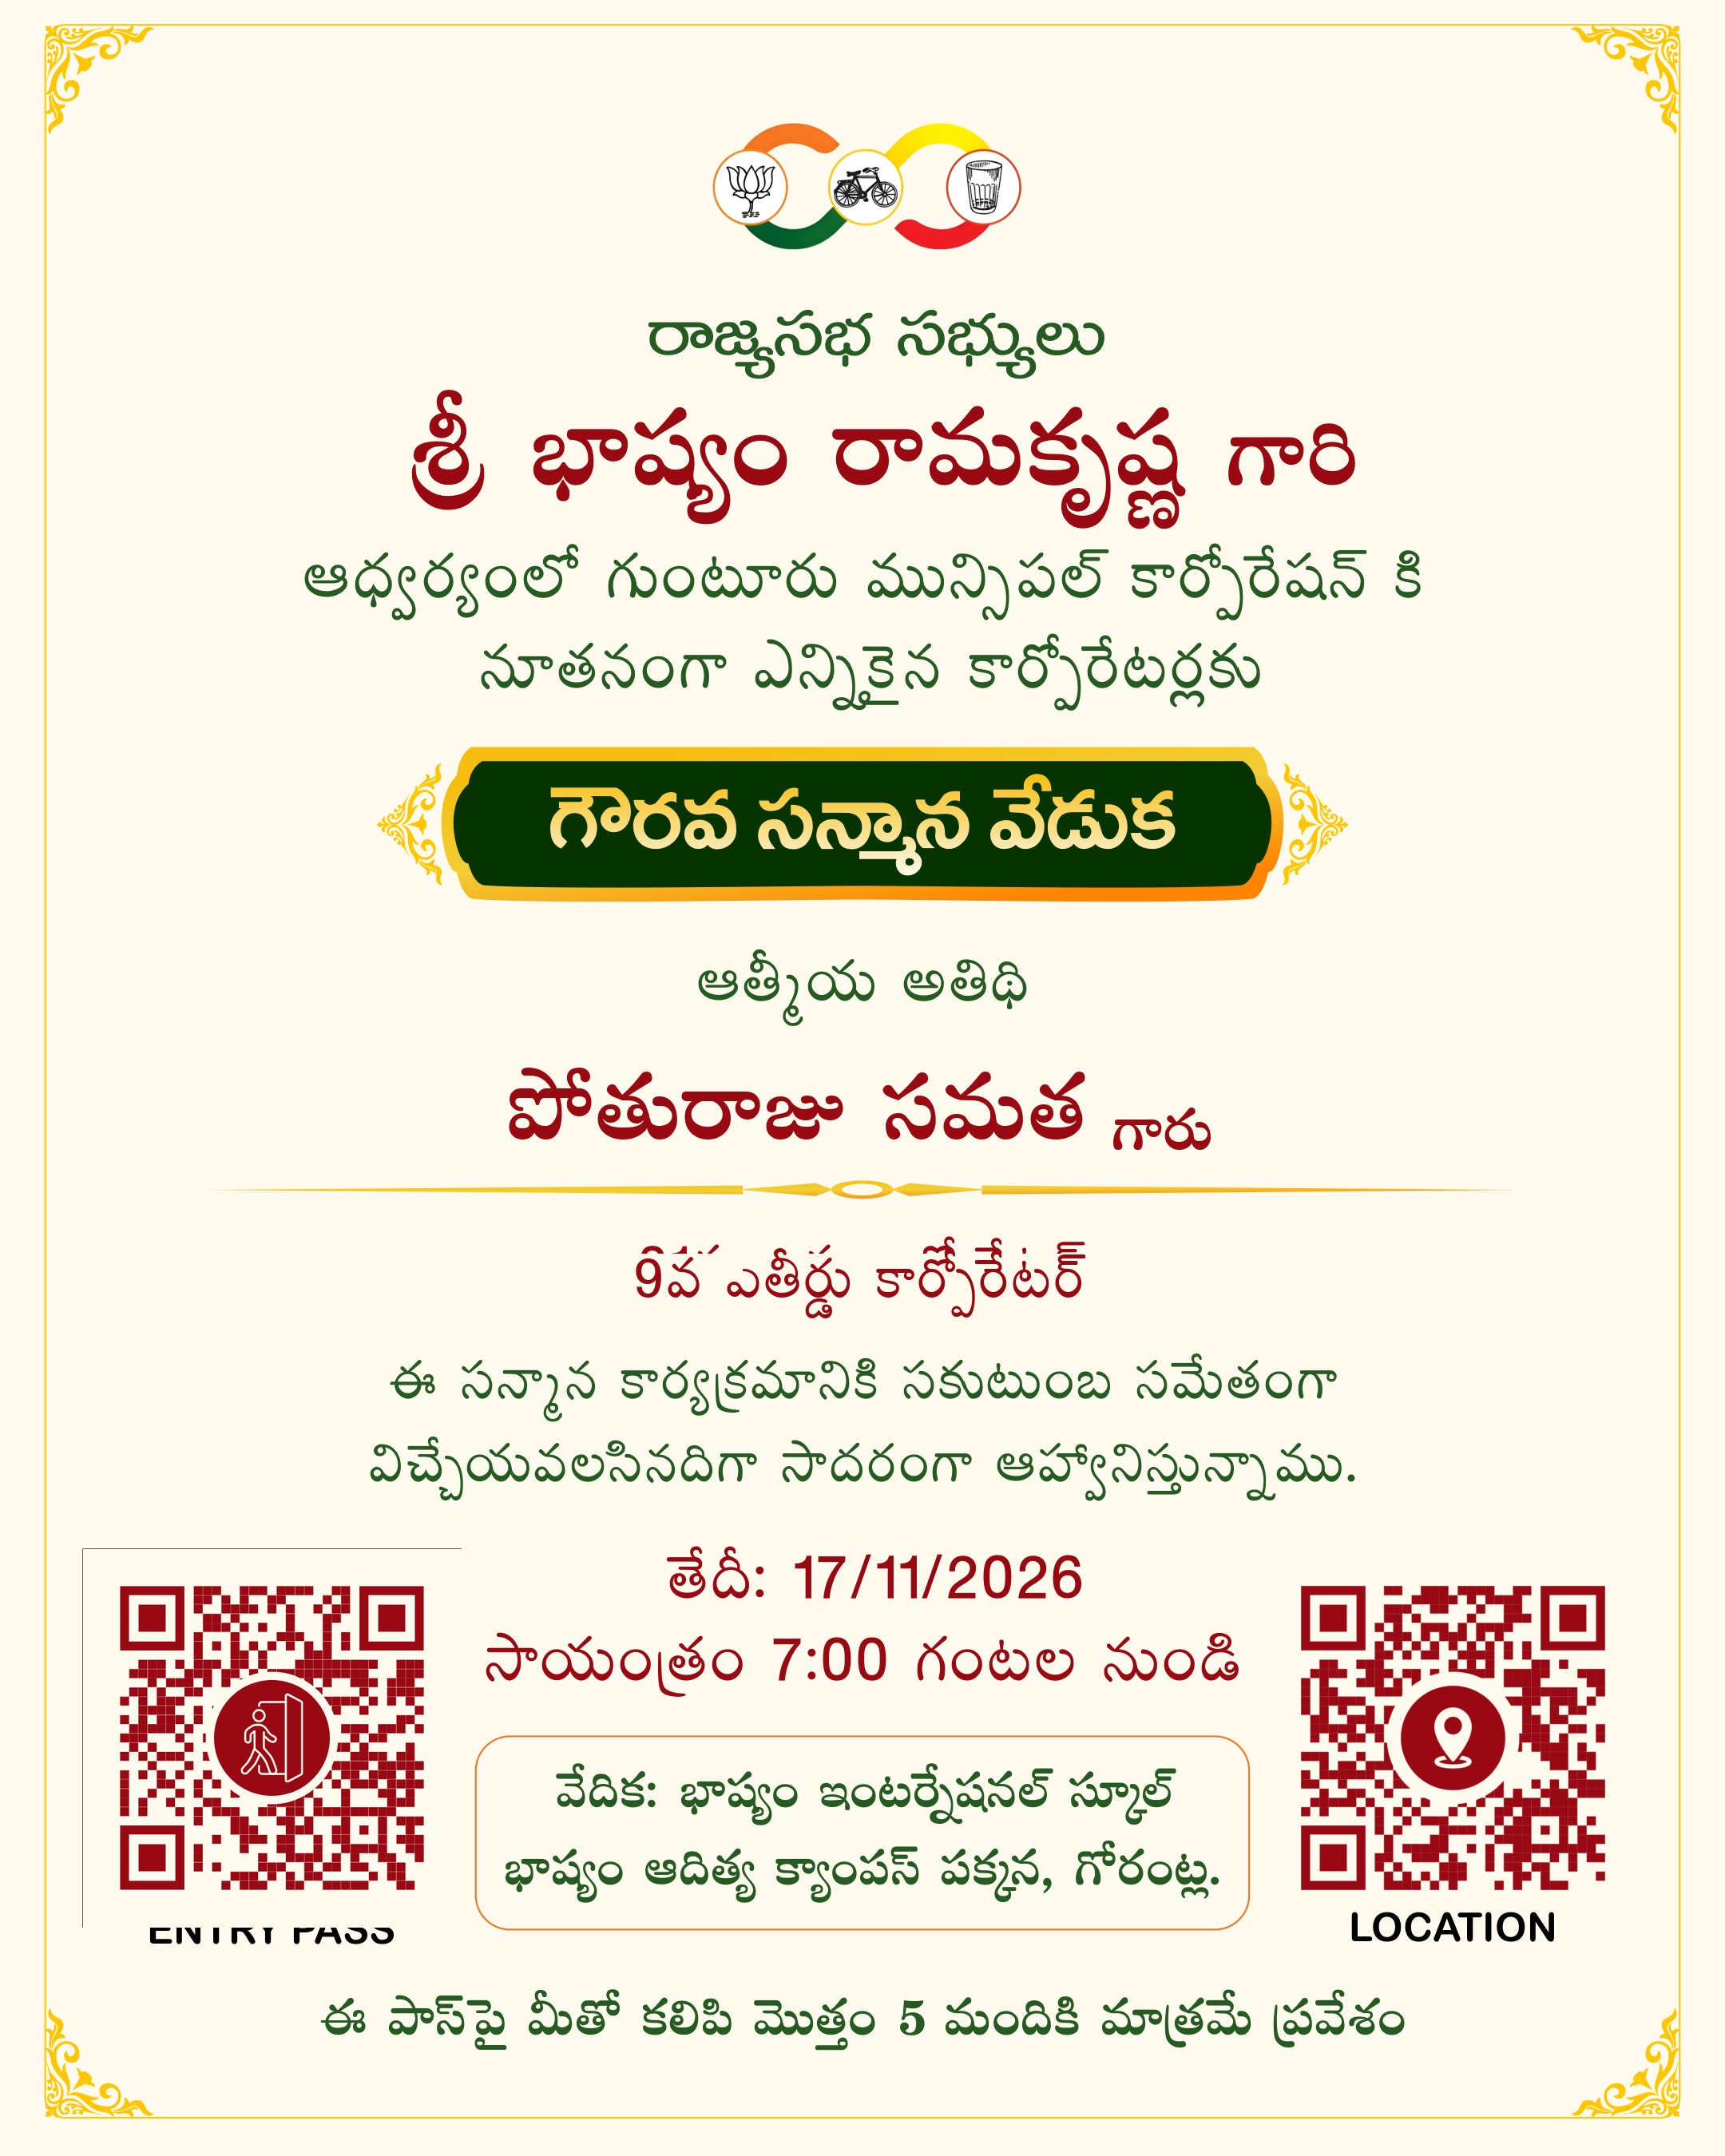 రాజ్యసభ సభ్యులు
శ్రీ భాష్యం రామకృష్ణ గారి
ఆధ్వర్యంలో గుంటూరు మున్సిపల్ కార్పోరేషన్ కి
నూతనంగా ఎన్నికైన కార్పోరేటర్లకు
గౌరవ సన్మాన వేడుక
ఆత్మీయ అతిథి
పోతురాజు సమత గారు
9వ కార్పోరేటర్
ఈ సన్మాన కార్యక్రమానికి సకుటుంబ సమేతంగా
విచ్చేయవలసినదిగా సాదరంగా ఆహ్వానిస్తున్నాము.
తేదీ: 17/11/2026
సాయంత్రం 7:00 గంటల నుండి
వేదిక: భాష్యం ఇంటర్నేషనల్ స్కూల్
భాష్యం ఆదిత్య క్యాంపస్ పక్కన, గోరంట్ల.
ENTRY PASS
LOCATION
ఈ పాస్‌పై మీతో కలిపి మొత్తం 5 మందికి మాత్రమే ప్రవేశం